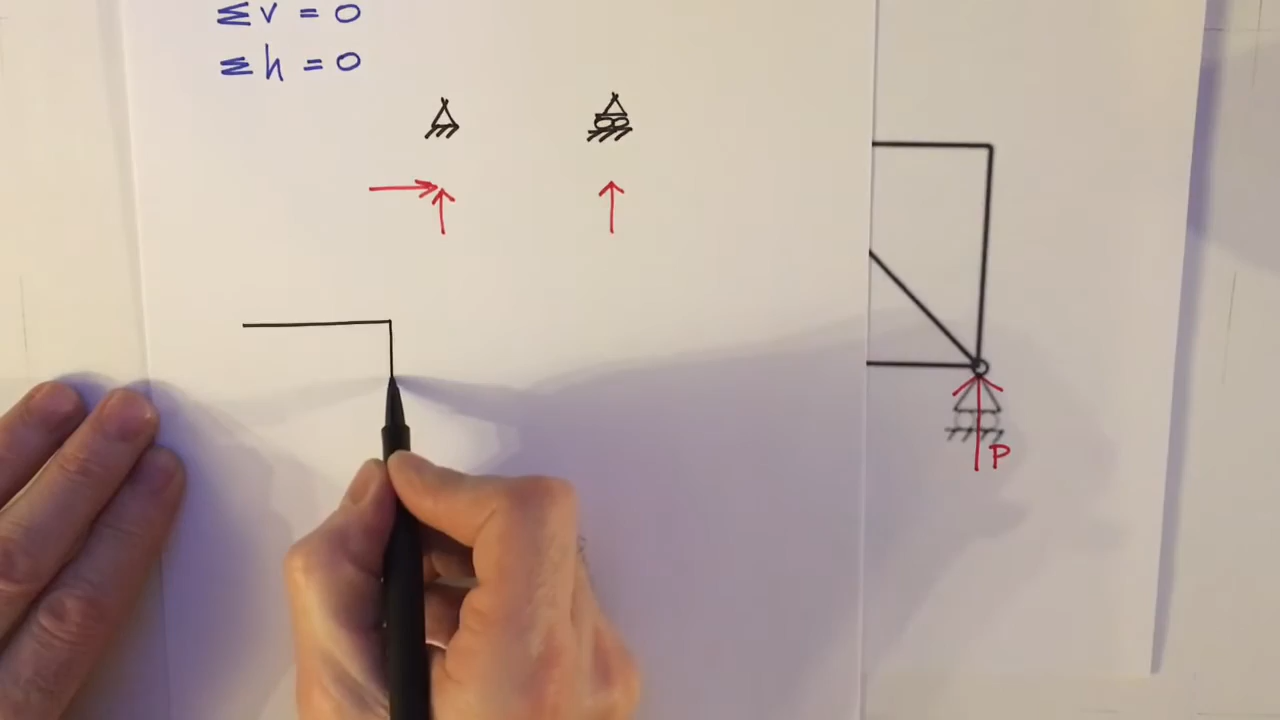 Σv = 0
Σh = 0
P